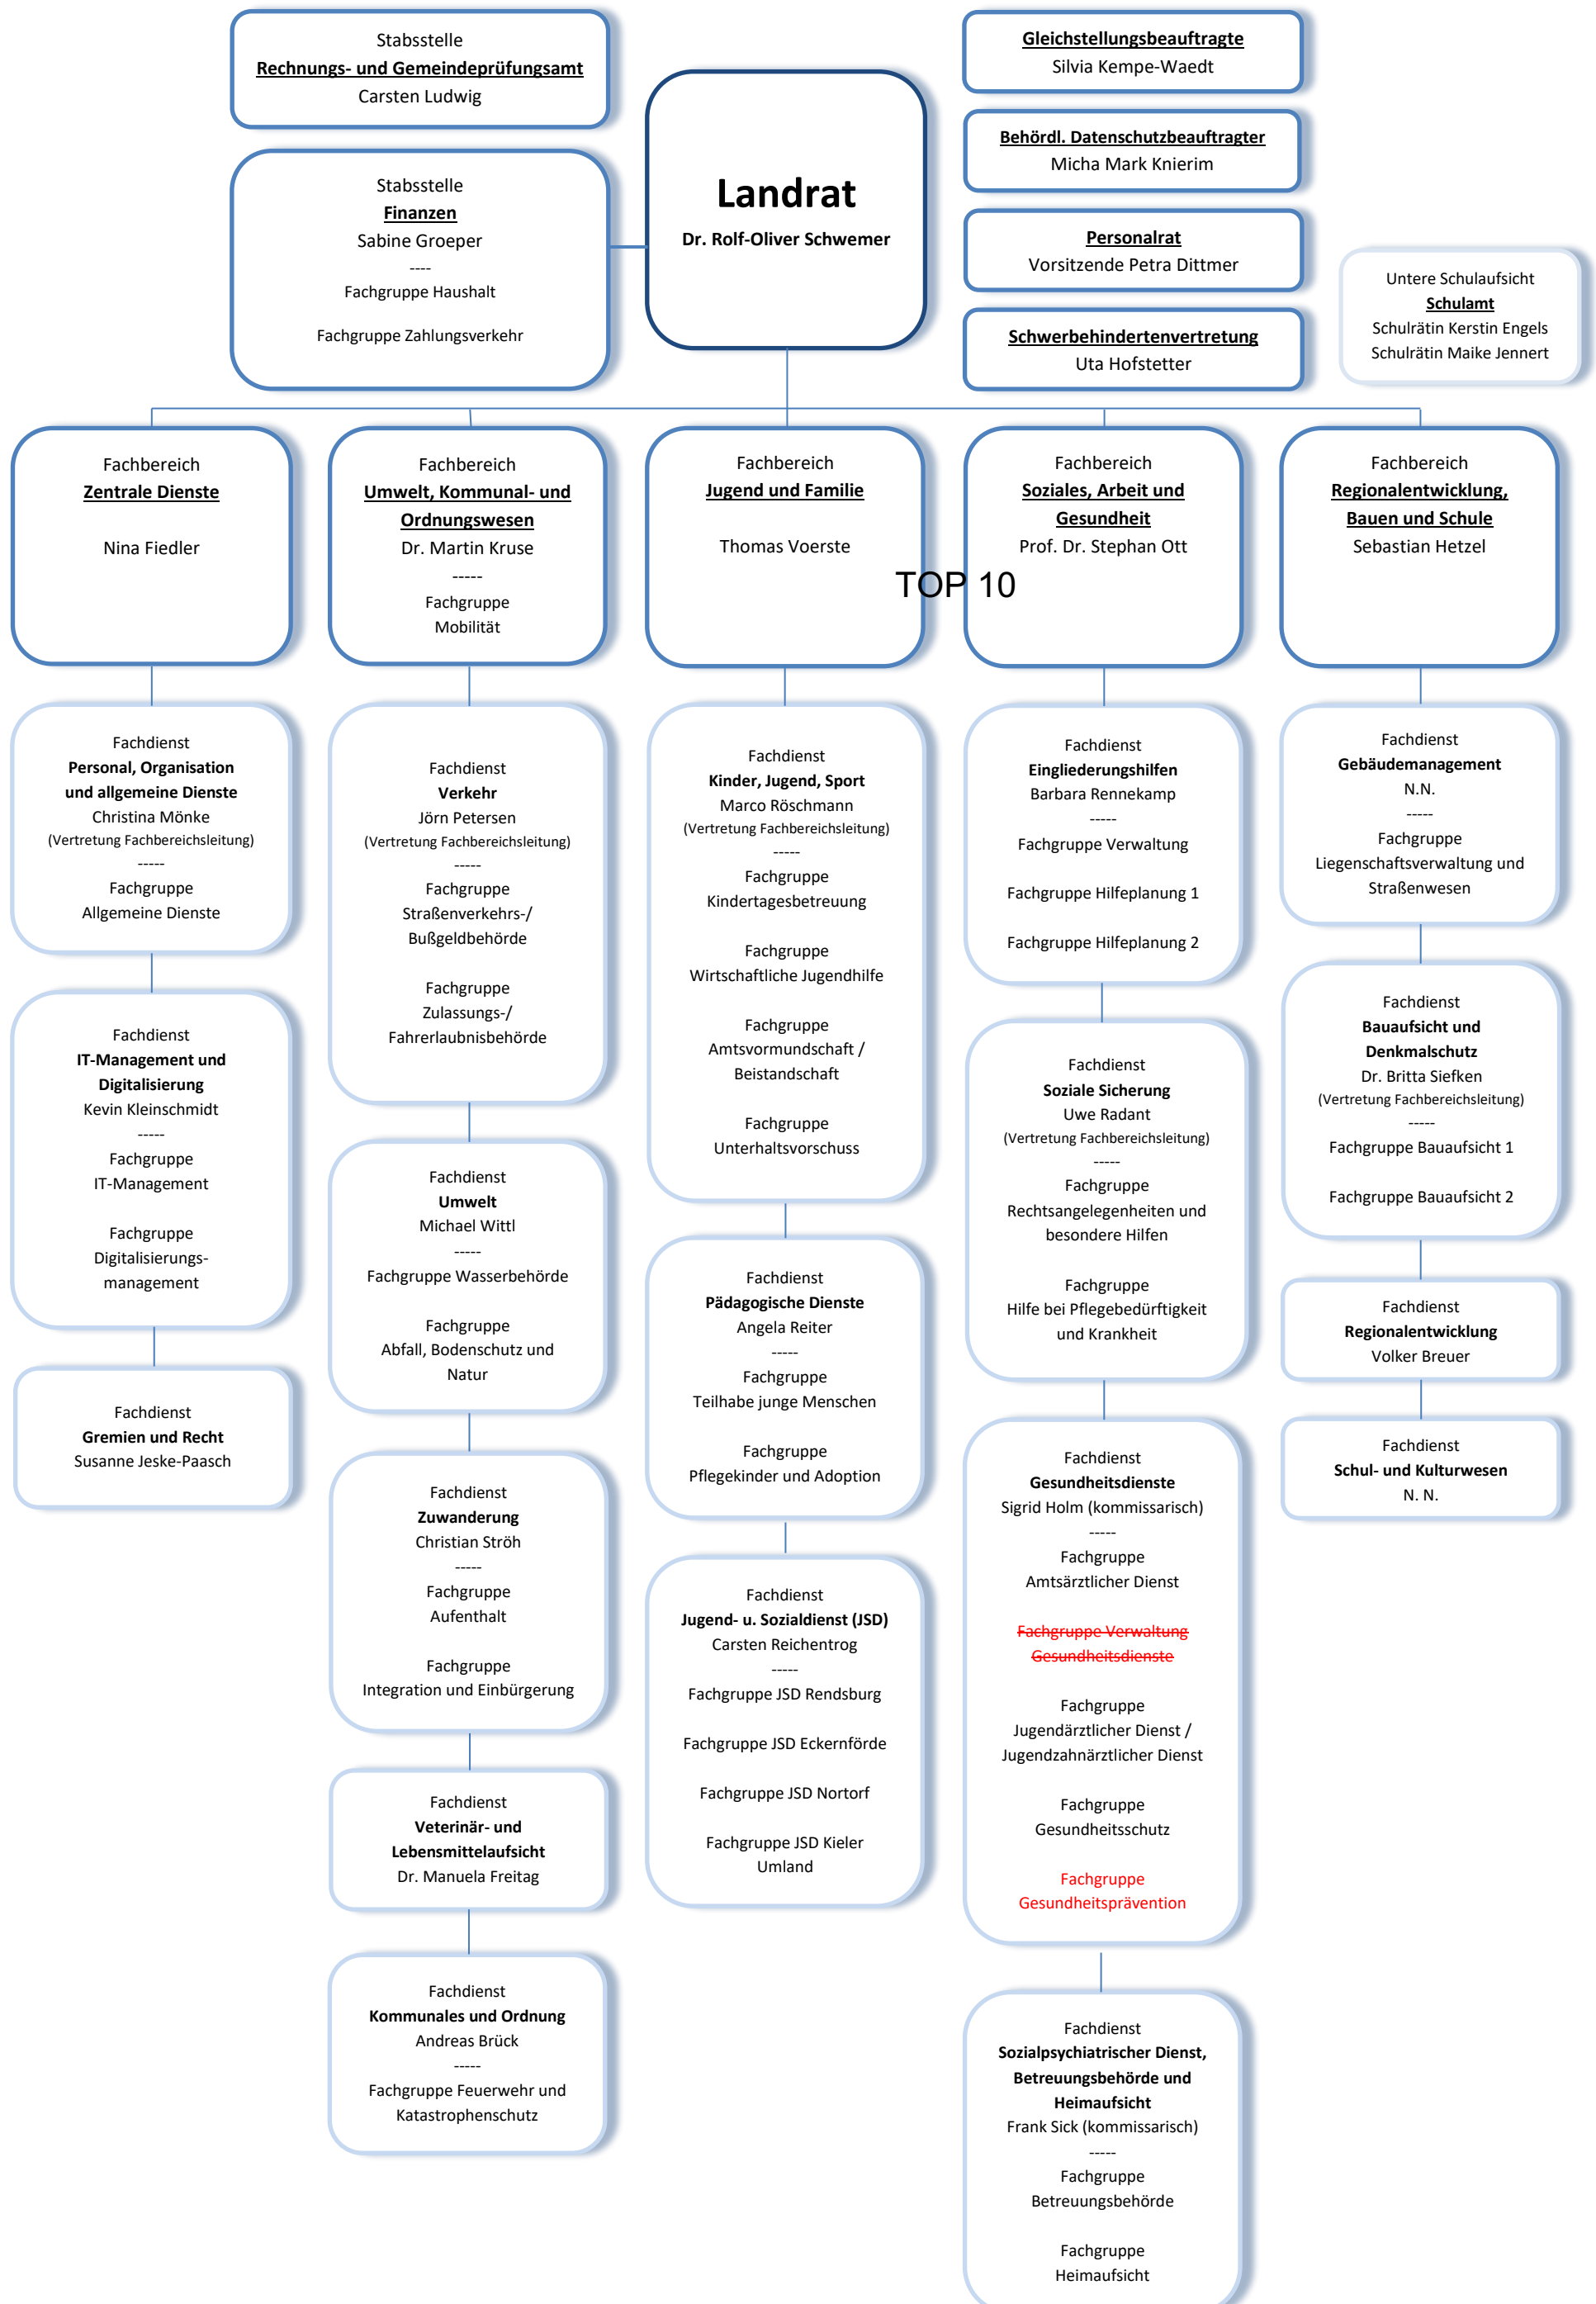 Stabsstelle
Rechnungs- und Gemeindeprüfungsamt
Carsten Ludwig
Stabsstelle
Finanzen
Sabine Groeper
----
Fachgruppe Haushalt
Fachgruppe Zahlungsverkehr
Landrat
Dr. Rolf-Oliver Schwemer
Gleichstellungsbeauftragte
Silvia Kempe-Waedt
Behördl. Datenschutzbeauftragter
Micha Mark Knierim
Personalrat
Vorsitzende Petra Dittmer
Schwerbehindertenvertretung
Uta Hofstetter
Untere Schulaufsicht
Schulamt
Schulrätin Kerstin Engels
Schulrätin Maike Jennert
Fachbereich
Zentrale Dienste
Nina Fiedler
Fachbereich
Umwelt, Kommunal- und
Ordnungswesen
Dr. Martin Kruse
-----
Fachgruppe
Mobilität
Fachbereich
Jugend und Familie
Thomas Voerste
Fachbereich
Soziales, Arbeit und
Gesundheit
Prof. Dr. Stephan Ott
TOP 10
Fachbereich
Regionalentwicklung,
Bauen und Schule
Sebastian Hetzel
Fachdienst
Personal, Organisation
und allgemeine Dienste
Christina Mönke
(Vertretung Fachbereichsleitung)
-----
Fachgruppe
Allgemeine Dienste
Fachdienst
IT-Management und
Digitalisierung
Kevin Kleinschmidt
-----
Fachgruppe
IT-Management
Fachgruppe
Digitalisierungs-
management
Fachdienst
Gremien und Recht
Susanne Jeske-Paasch
Fachdienst
Verkehr
Jörn Petersen
(Vertretung Fachbereichsleitung)
-----
Fachgruppe
Straßenverkehrs-/
Bußgeldbehörde
Fachgruppe
Zulassungs-/
Fahrerlaubnisbehörde
Fachdienst
Umwelt
Michael Wittl
-----
Fachgruppe Wasserbehörde
Fachgruppe
Abfall, Bodenschutz und
Natur
Fachdienst
Zuwanderung
Christian Ströh
-----
Fachgruppe
Aufenthalt
Fachgruppe
Integration und Einbürgerung
Fachdienst
Veterinär- und
Lebensmittelaufsicht
Dr. Manuela Freitag
Fachdienst
Kommunales und Ordnung
Andreas Brück
-----
Fachgruppe Feuerwehr und
Katastrophenschutz
Fachdienst
Kinder, Jugend, Sport
Marco Röschmann
(Vertretung Fachbereichsleitung)
-----
Fachgruppe
Kindertagesbetreuung
Fachgruppe
Wirtschaftliche Jugendhilfe
Fachgruppe
Amtsvormundschaft /
Beistandschaft
Fachgruppe
Unterhaltsvorschuss
Fachdienst
Pädagogische Dienste
Angela Reiter
-----
Fachgruppe
Teilhabe junge Menschen
Fachgruppe
Pflegekinder und Adoption
Fachdienst
Jugend- u. Sozialdienst (JSD)
Carsten Reichentrog
-----
Fachgruppe JSD Rendsburg
Fachgruppe JSD Eckernförde
Fachgruppe JSD Nortorf
Fachgruppe JSD Kieler
Umland
Fachdienst
Eingliederungshilfen
Barbara Rennekamp
-----
Fachgruppe Verwaltung
Fachgruppe Hilfeplanung 1
Fachgruppe Hilfeplanung 2
Fachdienst
Soziale Sicherung
Uwe Radant
(Vertretung Fachbereichsleitung)
-----
Fachgruppe
Rechtsangelegenheiten und
besondere Hilfen
Fachgruppe
Hilfe bei Pflegebedürftigkeit
und Krankheit
Fachdienst
Gesundheitsdienste
Sigrid Holm (kommissarisch)
-----
Fachgruppe
Amtsärztlicher Dienst
Fachgruppe Verwaltung
Gesundheitsdienste
Fachgruppe
Jugendärztlicher Dienst /
Jugendzahnärztlicher Dienst
Fachgruppe
Gesundheitsschutz
Fachgruppe
Gesundheitsprävention
Fachdienst
Sozialpsychiatrischer Dienst,
Betreuungsbehörde und
Heimaufsicht
Frank Sick (kommissarisch)
-----
Fachgruppe
Betreuungsbehörde
Fachgruppe
Heimaufsicht
Fachdienst
Gebäudemanagement
N.N.
-----
Fachgruppe
Liegenschaftsverwaltung und
Straßenwesen
Fachdienst
Bauaufsicht und
Denkmalschutz
Dr. Britta Siefken
(Vertretung Fachbereichsleitung)
-----
Fachgruppe Bauaufsicht 1
Fachgruppe Bauaufsicht 2
Fachdienst
Regionalentwicklung
Volker Breuer
Fachdienst
Schul- und Kulturwesen
N. N.